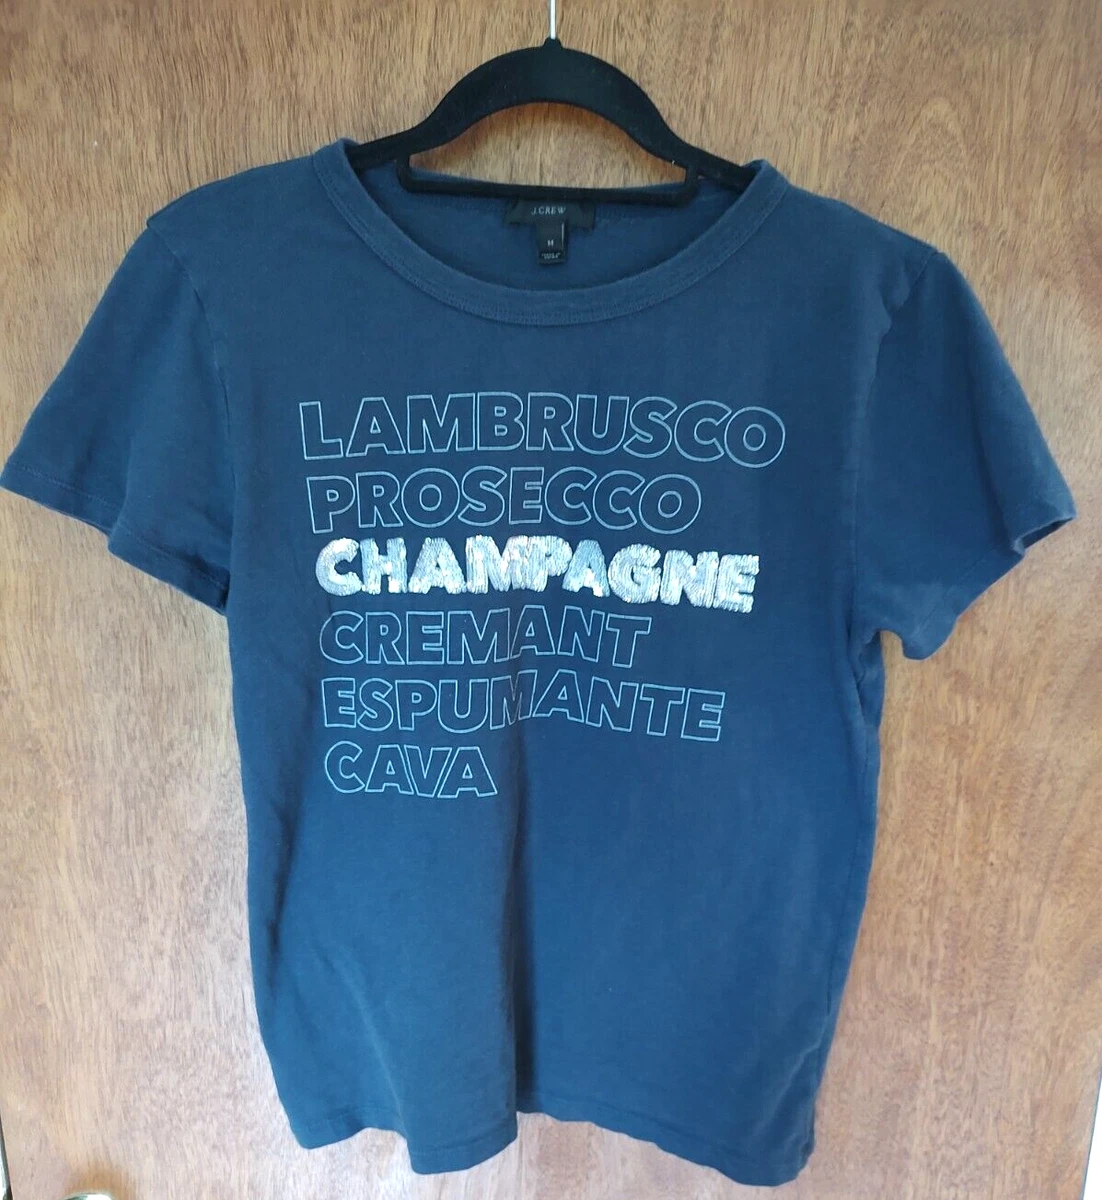 J.CREW
M
LAMBRUSCO
PROSECCO
CHAMPAGNE
CREMANT
ESPUMANTE
CAVA